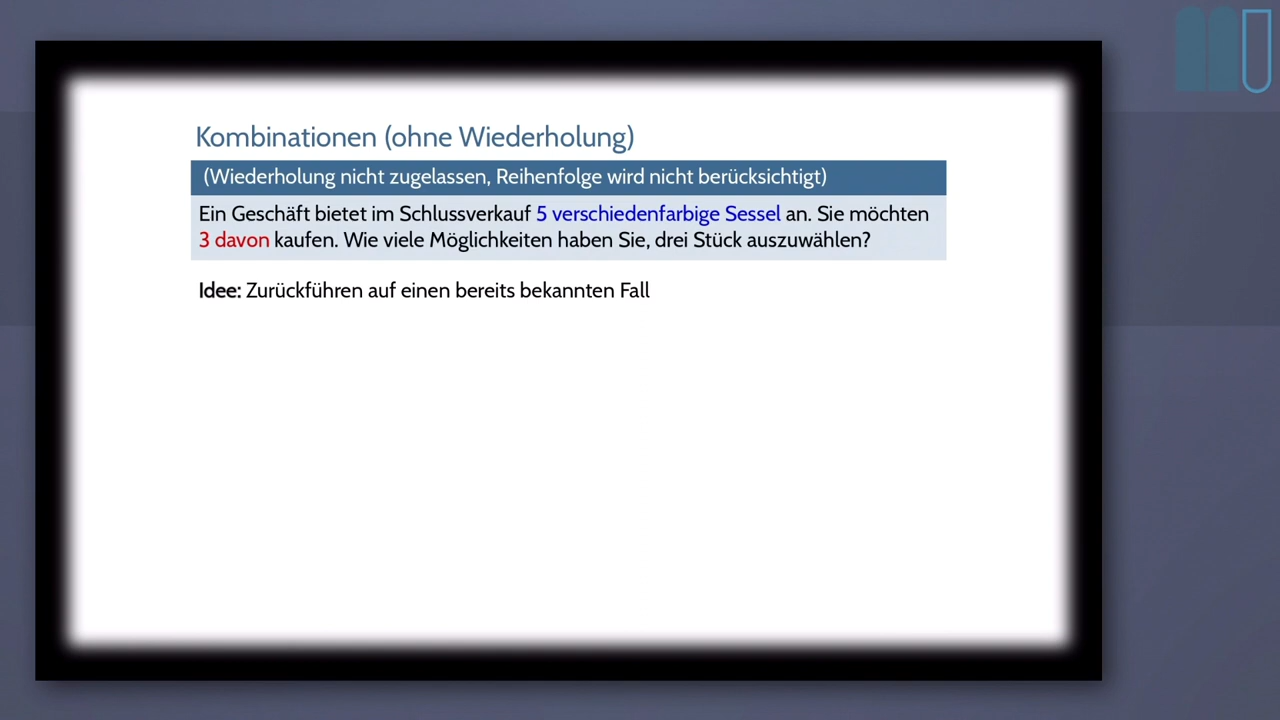 Kombinationen (ohne Wiederholung)
(Wiederholung nicht zugelassen, Reihenfolge wird nicht berücksichtigt)
Ein Geschäft bietet im Schlussverkauf 5 verschiedenfarbige Sessel an. Sie möchten
3 davon kaufen. Wie viele Möglichkeiten haben Sie, drei Stück auszuwählen?
Idee: Zurückführen auf einen bereits bekannten Fall